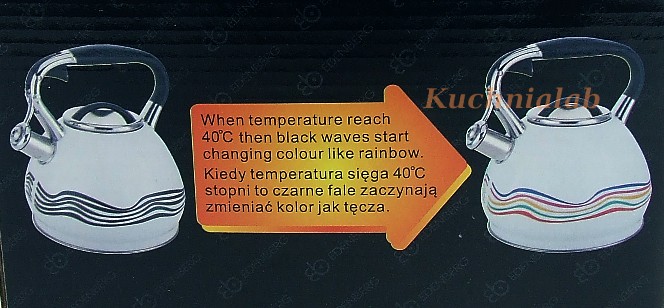 When temperature reach
40°C then black waves start
changing colour like rainbow.
Kiedy temperatura sięga 40°C
stopni to czarne fale zaczynają
zmieniać kolor jak tęcza.
Kuchnialab
EDENBERG